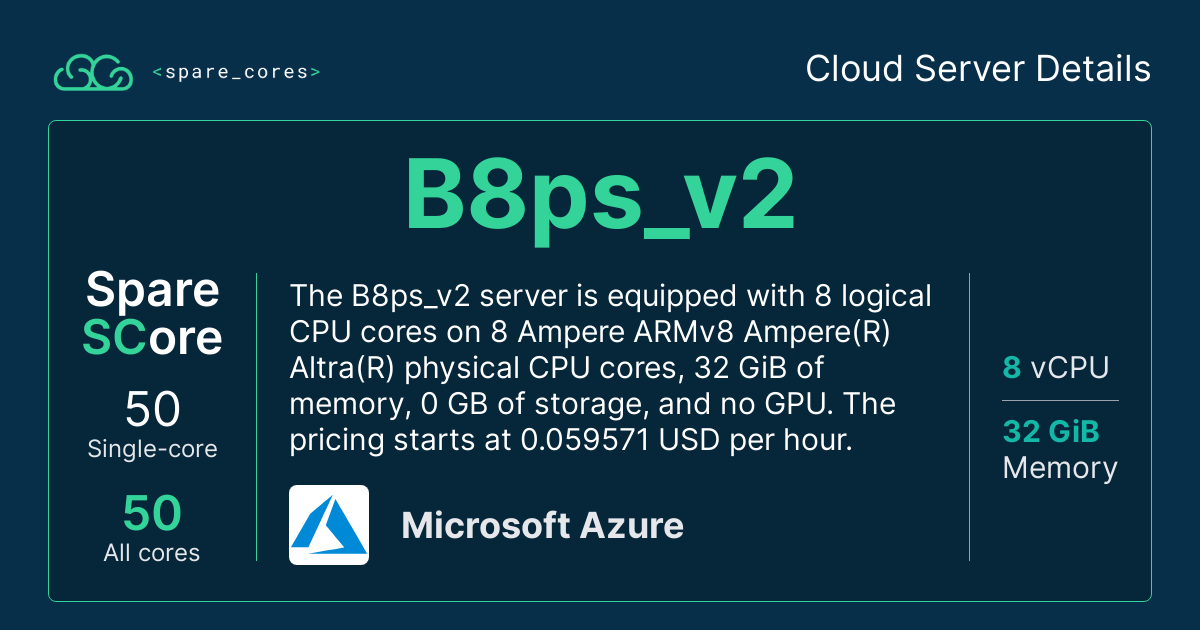 <spare_cores>
Cloud Server Details
B8ps_v2
Spare
SCore
50
Single-core
50
All cores
The B8ps_v2 server is equipped with 8 logical
CPU cores on 8 Ampere ARMv8 Ampere(R)
Altra(R) physical CPU cores, 32 GiB of
memory, 0 GB of storage, and no GPU. The
pricing starts at 0.059571 USD per hour.
Microsoft Azure
8 vCPU
32 GiB
Memory